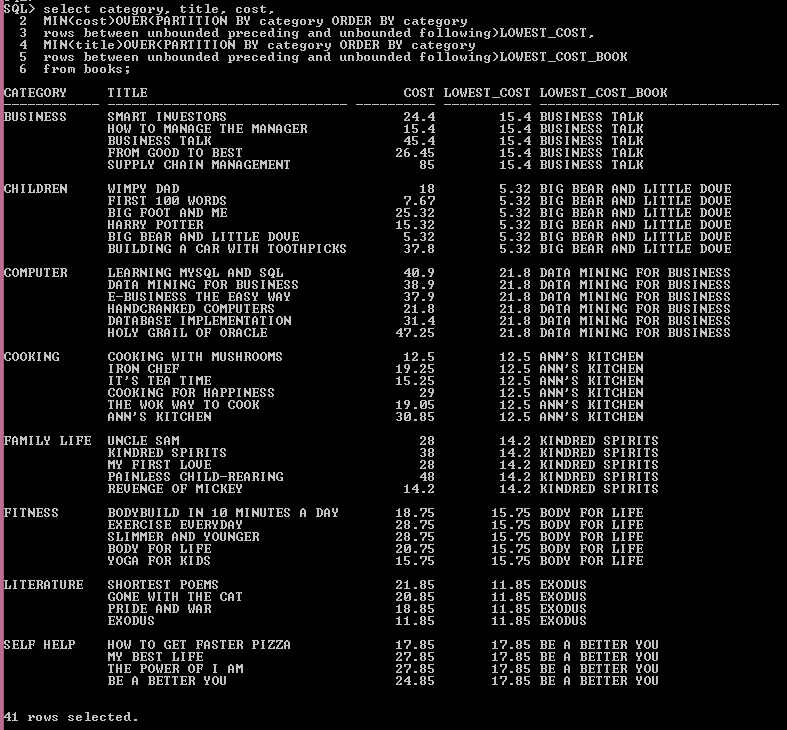 SQL> select category, title, cost,
  2  MIN(cost)OVER(PARTITION BY category ORDER BY category
  3  rows between unbounded preceding and unbounded following)LOWEST_COST,
  4  MIN(title)OVER(PARTITION BY category ORDER BY category
  5  rows between unbounded preceding and unbounded following)LOWEST_COST_BOOK
  6  from books;
CATEGORY     TITLE                                COST LOWEST_COST LOWEST_COST_BOOK
------------ ------------------------------ ---------- ----------- ------------------------------
BUSINESS     SMART INVESTORS                      24.4        15.4 BUSINESS TALK
             HOW TO MANAGE THE MANAGER            15.4        15.4 BUSINESS TALK
             BUSINESS TALK                        45.4        15.4 BUSINESS TALK
             FROM GOOD TO BEST                   26.45        15.4 BUSINESS TALK
             SUPPLY CHAIN MANAGEMENT                85        15.4 BUSINESS TALK
CHILDREN     WIMPY DAD                              18        5.32 BIG BEAR AND LITTLE DOVE
             FIRST 100 WORDS                      7.67        5.32 BIG BEAR AND LITTLE DOVE
             BIG FOOT AND ME                     25.32        5.32 BIG BEAR AND LITTLE DOVE
             HARRY POTTER                        15.32        5.32 BIG BEAR AND LITTLE DOVE
             BIG BEAR AND LITTLE DOVE             5.32        5.32 BIG BEAR AND LITTLE DOVE
             BUILDING A CAR WITH TOOTHPICKS       37.8        5.32 BIG BEAR AND LITTLE DOVE
COMPUTER     LEARNING MYSQL AND SQL               40.9        21.8 DATA MINING FOR BUSINESS
             DATA MINING FOR BUSINESS             38.9        21.8 DATA MINING FOR BUSINESS
             E-BUSINESS THE EASY WAY              37.9        21.8 DATA MINING FOR BUSINESS
             HANDCRANKED COMPUTERS                21.8        21.8 DATA MINING FOR BUSINESS
             DATABASE IMPLEMENTATION              31.4        21.8 DATA MINING FOR BUSINESS
             HOLY GRAIL OF ORACLE                47.25        21.8 DATA MINING FOR BUSINESS
COOKING      COOKING WITH MUSHROOMS               12.5        12.5 ANN'S KITCHEN
             IRON CHEF                           19.25        12.5 ANN'S KITCHEN
             IT'S TEA TIME                       15.25        12.5 ANN'S KITCHEN
             COOKING FOR HAPPINESS                  29        12.5 ANN'S KITCHEN
             THE WOK WAY TO COOK                 19.05        12.5 ANN'S KITCHEN
             ANN'S KITCHEN                       30.85        12.5 ANN'S KITCHEN
FAMILY LIFE  UNCLE SAM                              28        14.2 KINDRED SPIRITS
             KINDRED SPIRITS                        38        14.2 KINDRED SPIRITS
             MY FIRST LOVE                          28        14.2 KINDRED SPIRITS
             PAINLESS CHILD-REARING                 48        14.2 KINDRED SPIRITS
             REVENGE OF MICKEY                    14.2        14.2 KINDRED SPIRITS
FITNESS      BODYBUILD IN 10 MINUTES A DAY       18.75       15.75 BODY FOR LIFE
             EXERCISE EVERYDAY                   28.75       15.75 BODY FOR LIFE
             SLIMMER AND YOUNGER                 28.75       15.75 BODY FOR LIFE
             BODY FOR LIFE                       20.75       15.75 BODY FOR LIFE
             YOGA FOR KIDS                       15.75       15.75 BODY FOR LIFE
LITERATURE   SHORTEST POEMS                      21.85       11.85 EXODUS
             GONE WITH THE CAT                   20.85       11.85 EXODUS
             PRIDE AND WAR                       18.85       11.85 EXODUS
             EXODUS                              11.85       11.85 EXODUS
SELF HELP    HOW TO GET FASTER PIZZA             17.85       17.85 BE A BETTER YOU
             MY BEST LIFE                        27.85       17.85 BE A BETTER YOU
             THE POWER OF I AM                   27.85       17.85 BE A BETTER YOU
             BE A BETTER YOU                     24.85       17.85 BE A BETTER YOU
41 rows selected.